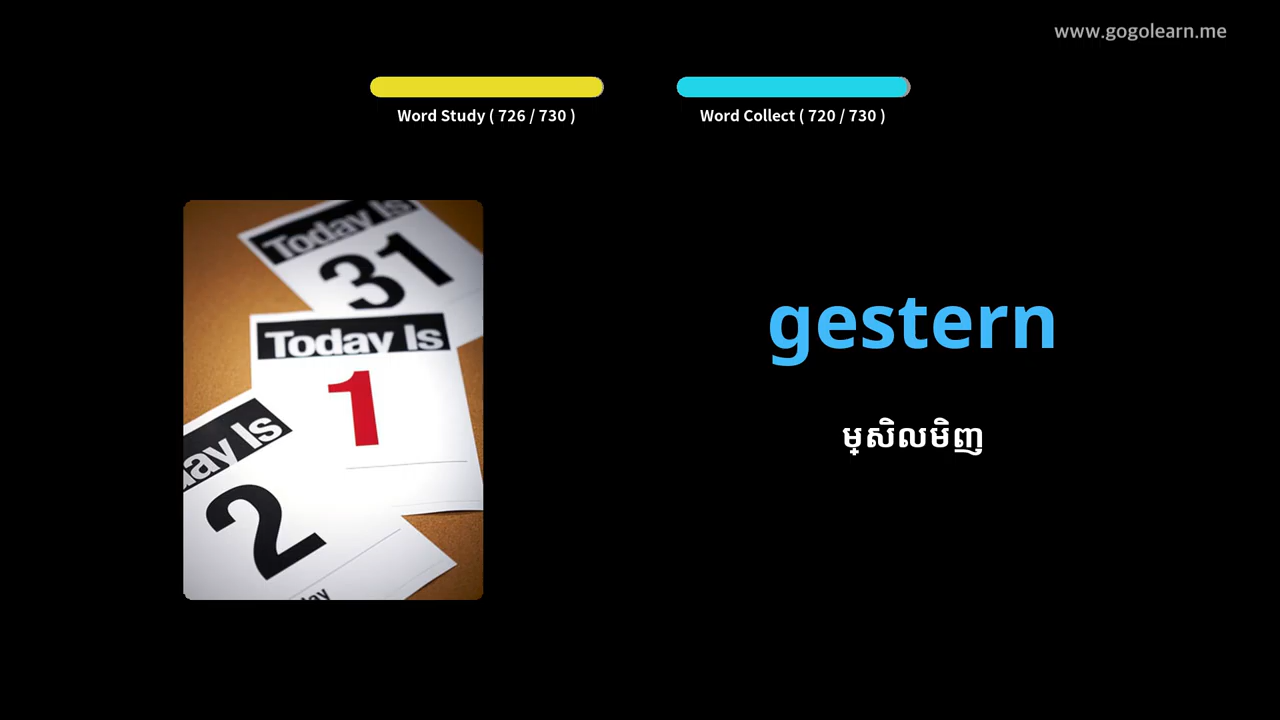 www.gogolearn.me
Word Study ( 726 / 730 )
Word Collect ( 720 / 730 )
Today Is
31
Today Is
1
ay Is
2
gestern
ម្សិលមិញ